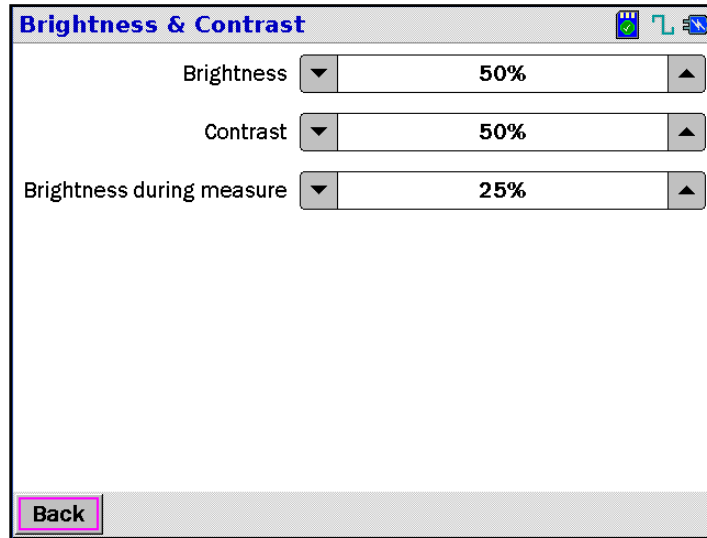 Brightness & Contrast
Brightness 50%
Contrast 50%
Brightness during measure 25%
Back